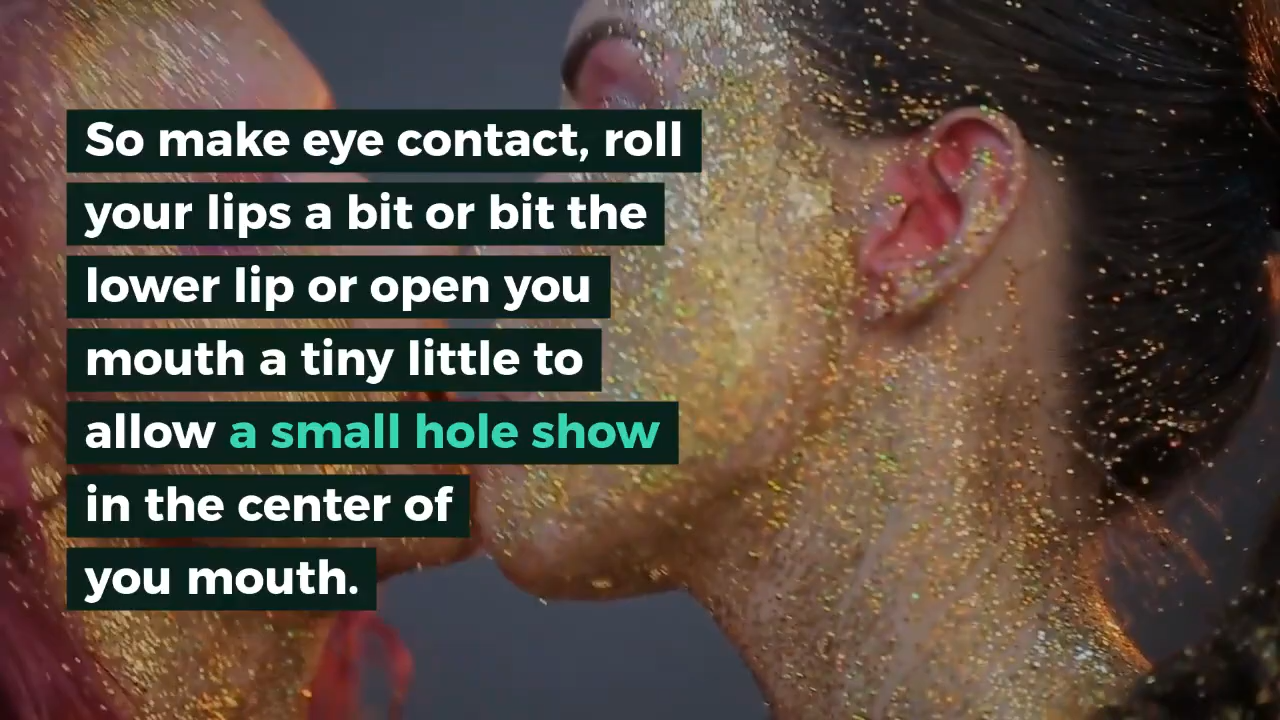 So make eye contact, roll
your lips a bit or bit the
lower lip or open you
mouth a tiny little to
allow a small hole show
in the center of
you mouth.